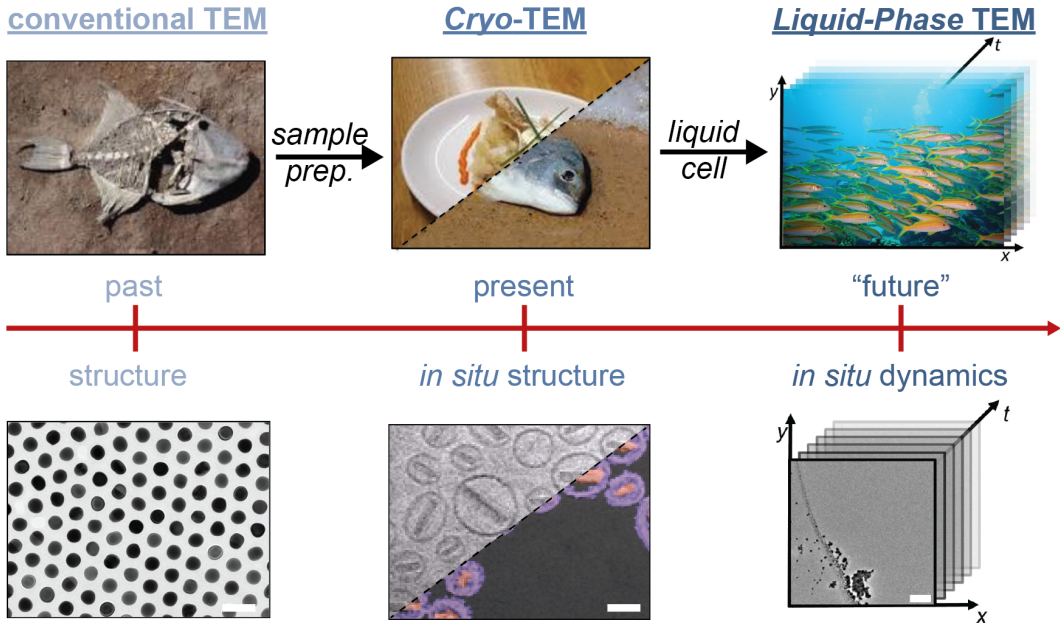 conventional TEM
Cryo-TEM
Liquid-Phase TEM
sample
prep.
liquid
cell
y
t
x
past
present
“future”
structure
in situ structure
in situ dynamics
y
t
x